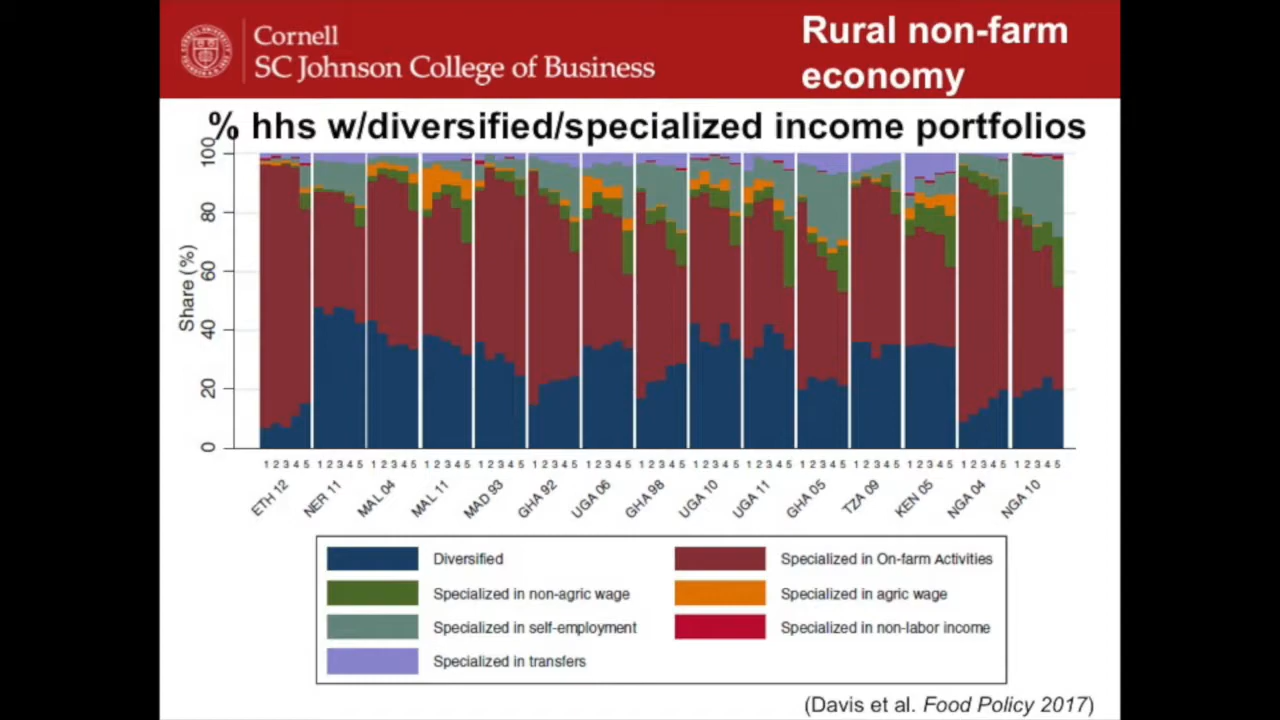 Cornell
SC Johnson College of Business
Rural non-farm
economy
% hhs w/diversified/specialized income portfolios
Share (%)
100
80
60
40
20
0
1 2 3 4 5 1 2 3 4 5 1 2 3 4 5 1 2 3 4 5 1 2 3 4 5 1 2 3 4 5 1 2 3 4 5 1 2 3 4 5 1 2 3 4 5 1 2 3 4 5 1 2 3 4 5 1 2 3 4 5 1 2 3 4 5 1 2 3 4 5 1 2 3 4 5
ETH 12 NER 11 MAL 04 MAL 11 MAD 93 GHA 92 UGA 06 GHA 98 UGA 10 UGA 11 GHA 05 TZA 09 KEN 05 NGA 04 NGA 10
Diversified Specialized in On-farm Activities
Specialized in non-agric wage Specialized in agric wage
Specialized in self-employment Specialized in non-labor income
Specialized in transfers
(Davis et al. Food Policy 2017)